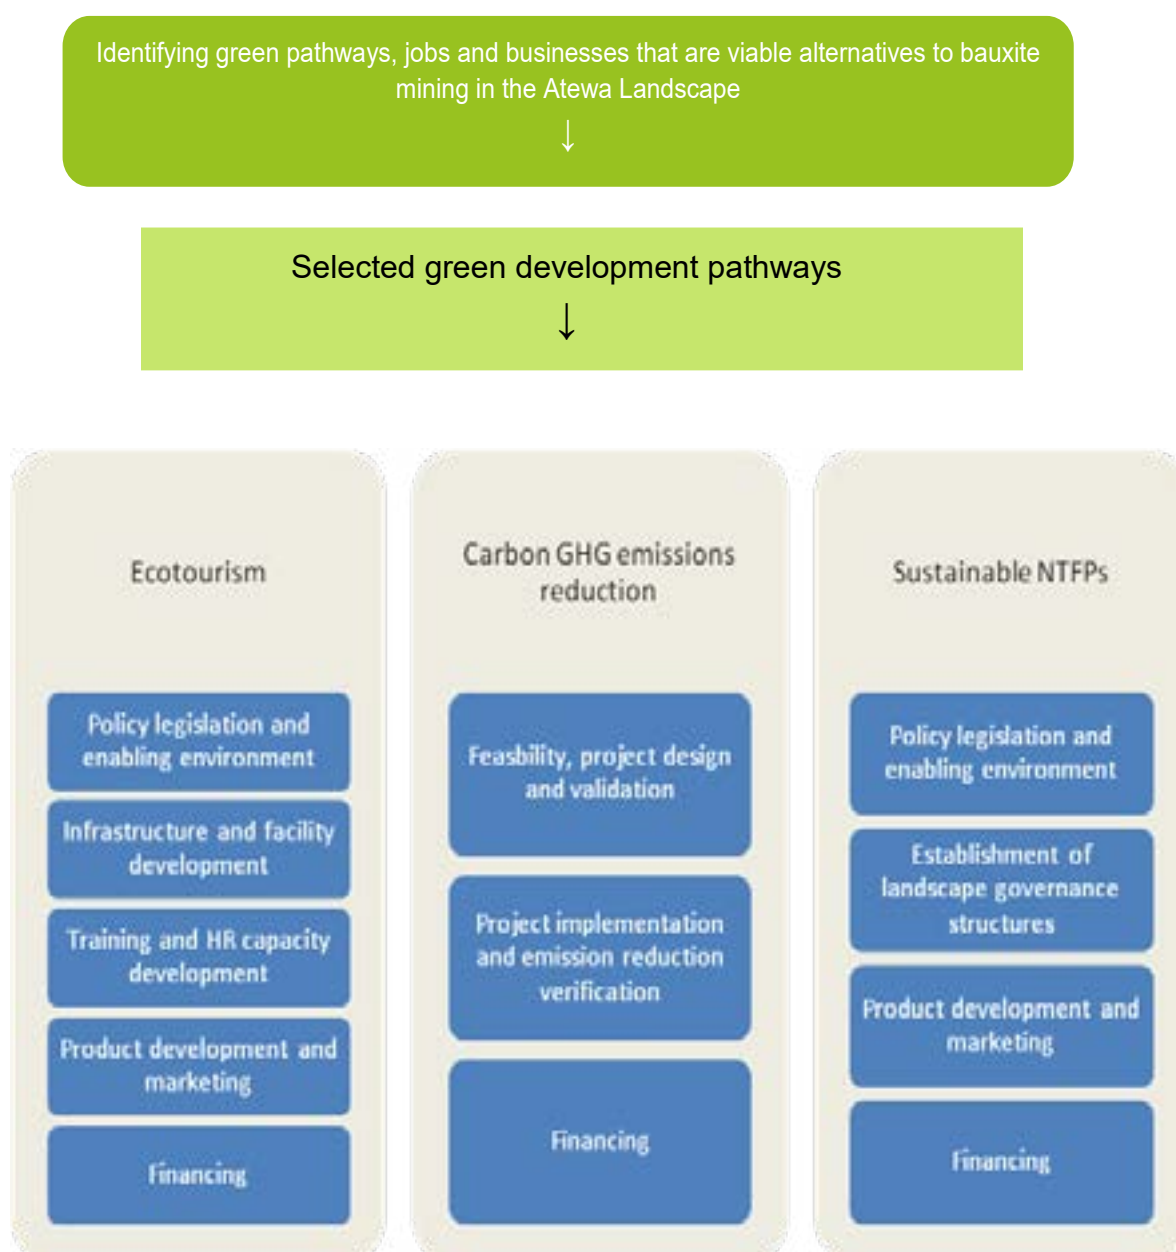 Identifying green pathways, jobs and businesses that are viable alternatives to bauxite
mining in the Atewa Landscape
↓
Selected green development pathways
↓
Ecotourism
Policy legislation and
enabling environment
Infrastructure and facility
development
Training and HR capacity
development
Product development and
marketing
Financing
Carbon GHG emissions
reduction
Feasbility, project design
and validation
Project implementation
and emission reduction
verification
Financing
Sustainable NTFPs
Policy legislation and
enabling environment
Establishment of
landscape governance
structures
Product development and
marketing
Financing